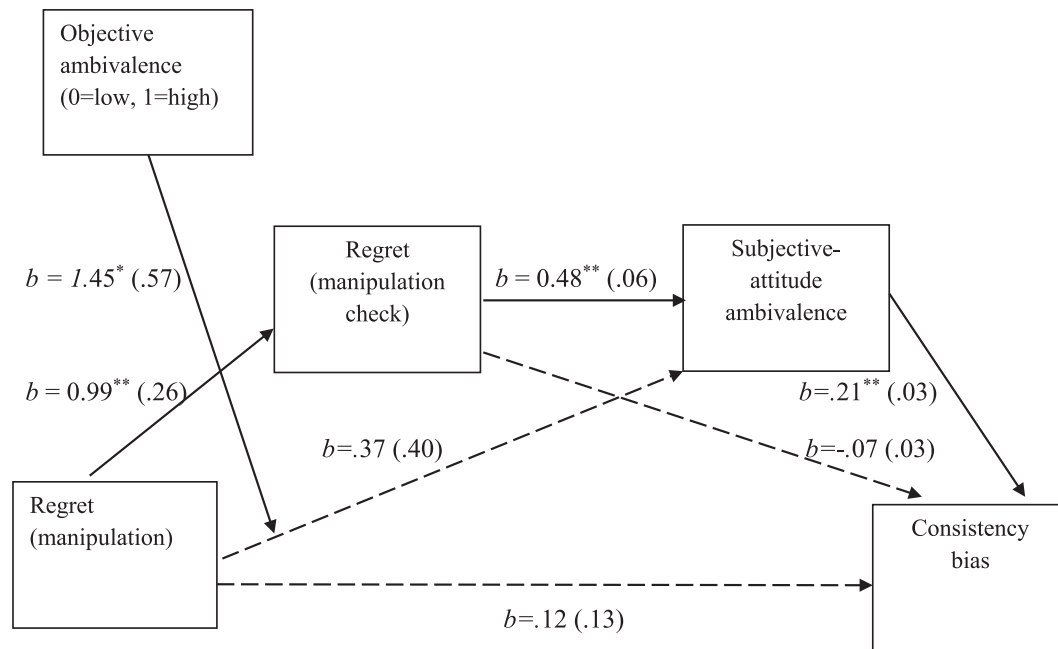 Objective
ambivalence
(0=low, 1=high)
Regret
(manipulation
check)
Subjective-
attitude
ambivalence
b = 1.45* (.57)
b = 0.48** (.06)
b = 0.99** (.26)
b=.21** (.03)
b=.37 (.40)
b=-.07 (.03)
Regret
(manipulation)
Consistency
bias
b=.12 (.13)